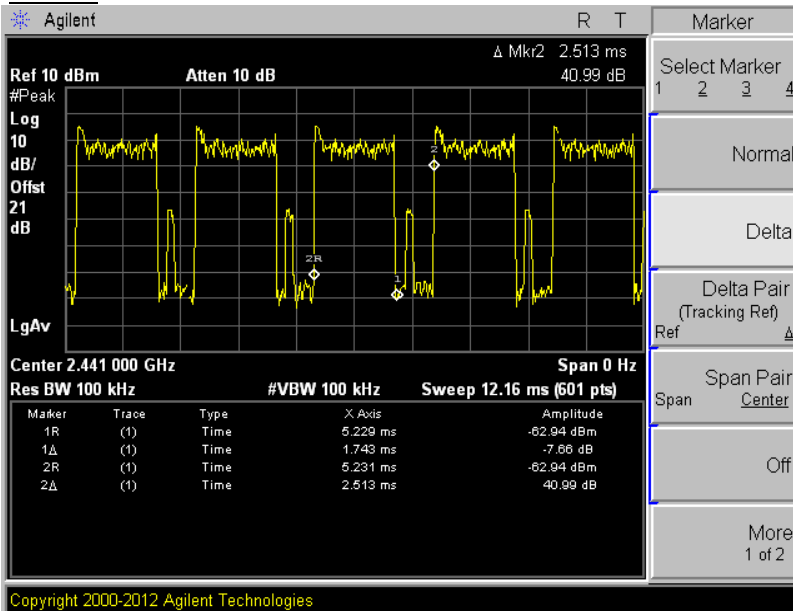 Agilent R T Marker
Δ Mkr2 2.513 ms
Ref 10 dBm Atten 10 dB 40.99 dB
#Peak
Log
10
dB/
Offst
21
dB
LgAv
2R
1
2
Center 2.441 000 GHz Span 0 Hz
Res BW 100 kHz #VBW 100 kHz Sweep 12.16 ms (601 pts)
Marker Trace Type X Axis Amplitude
1R (1) Time 5.229 ms -62.94 dBm
1Δ (1) Time 1.743 ms -7.66 dB
2R (1) Time 5.231 ms -62.94 dBm
2Δ (1) Time 2.513 ms 40.99 dB
Select Marker
1 2 3 4
Normal
Delta
Delta Pair
(Tracking Ref)
Ref Δ
Span Pair
Span Center
Off
More
1 of 2
Copyright 2000-2012 Agilent Technologies